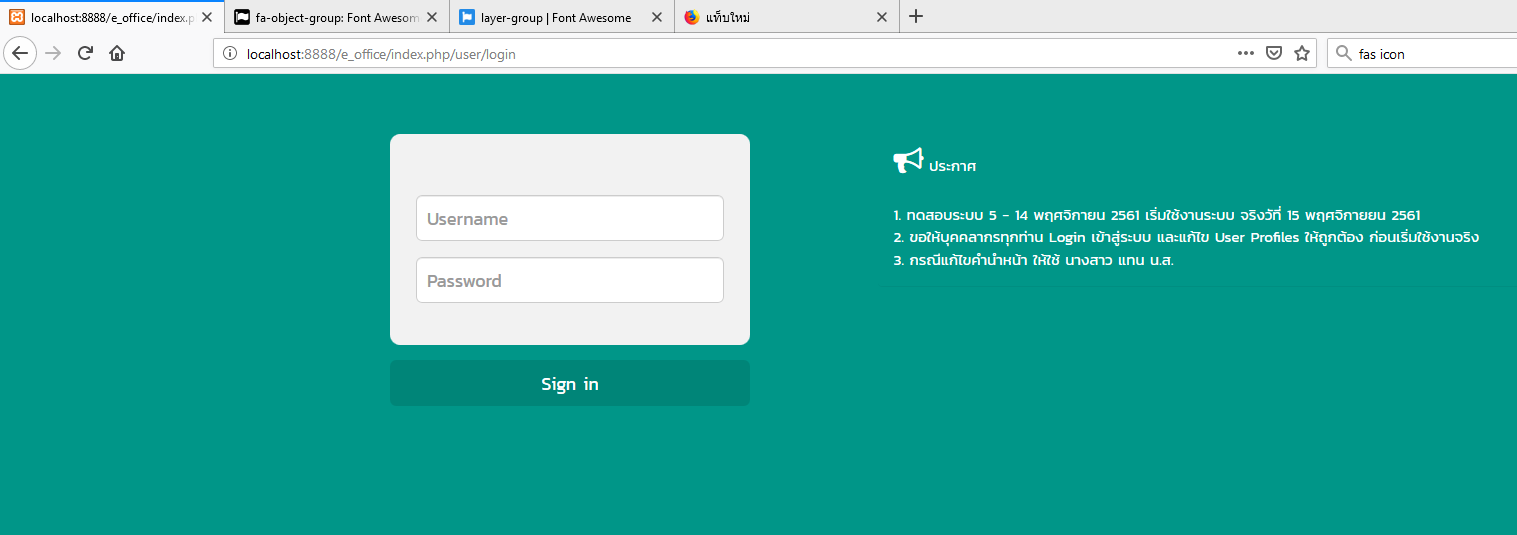 localhost:8888/e_office/index.p
fa-object-group: Font Awesom
layer-group | Font Awesome
แท็บใหม่
localhost:8888/e_office/index.php/user/login
fas icon
Username
Password
Sign in
ประกาศ
1. ทดสอบระบบ 5 - 14 พฤศจิกายน 2561 เริ่มใช้งานระบบ จริงวัที่ 15 พฤศจิกายยน 2561
2. ขอให้บุคคลากรทุกท่าน Login เข้าสู่ระบบ และแก้ไข User Profiles ให้ถูกต้อง ก่อนเริ่มใช้งานจริง
3. กรณีแก้ไขคำนำหน้า ให้ใช้ นางสาว แทน น.ส.